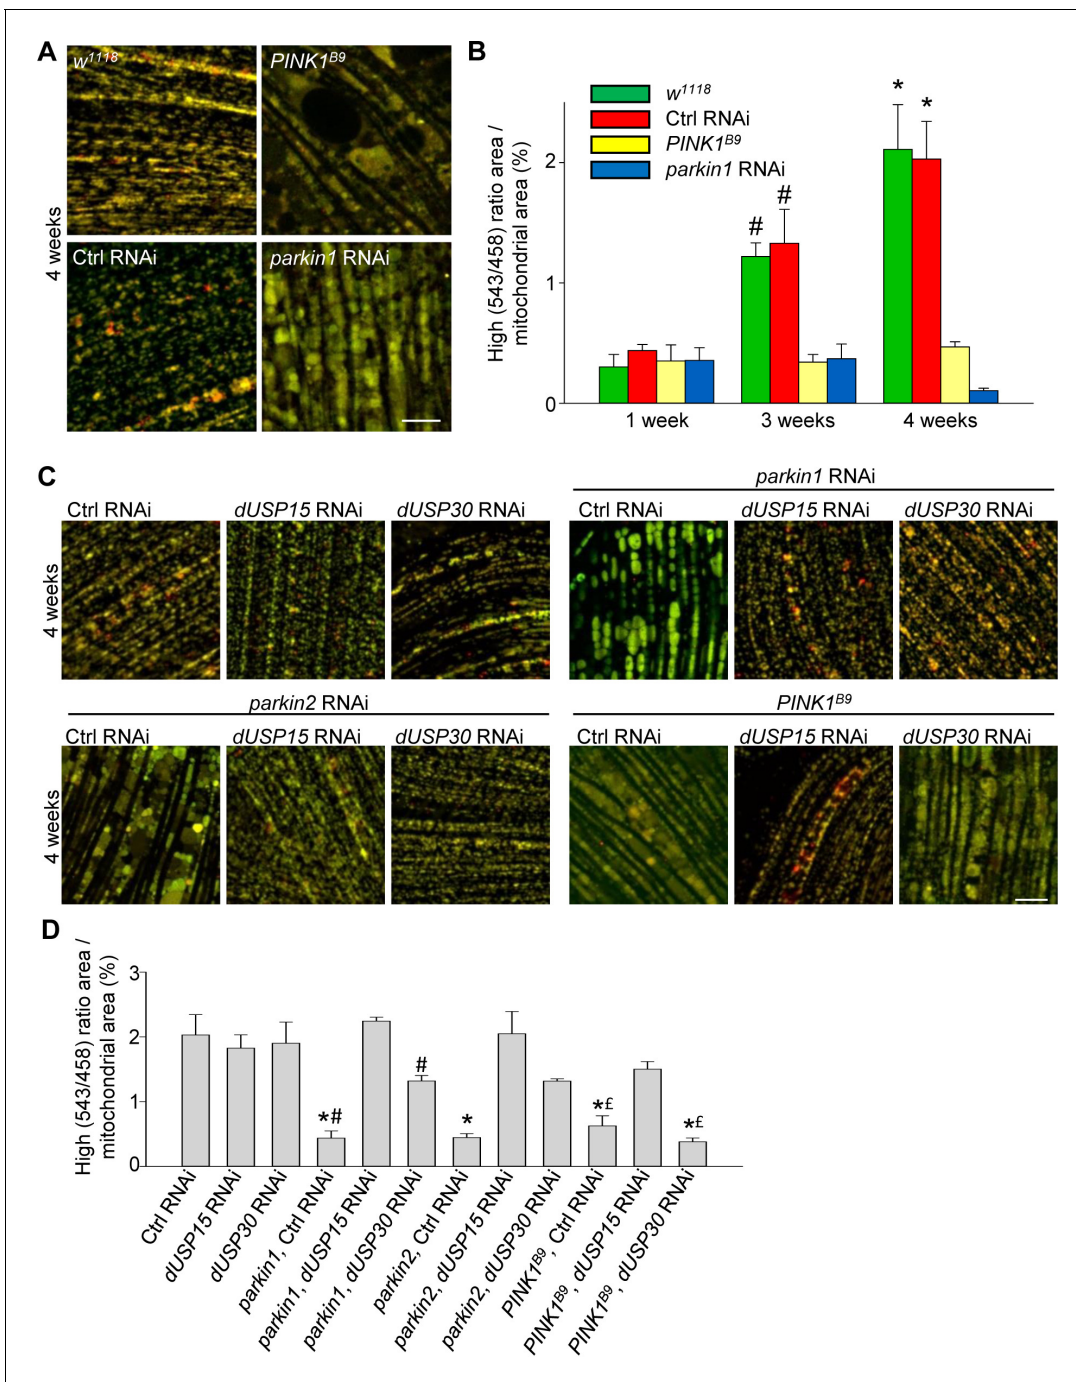 A
w1118
PINK1B9
Ctrl RNAi
parkin1 RNAi
4 weeks
B
w1118
Ctrl RNAi
PINK1B9
parkin1 RNAi
High (543/458) ratio area /
mitochondrial area (%)
2
1
0
# # * *
1 week 3 weeks 4 weeks
C
parkin1 RNAi
Ctrl RNAi dUSP15 RNAi dUSP30 RNAi Ctrl RNAi dUSP15 RNAi dUSP30 RNAi
4 weeks
parkin2 RNAi PINK1B9
Ctrl RNAi dUSP15 RNAi dUSP30 RNAi Ctrl RNAi dUSP15 RNAi dUSP30 RNAi
4 weeks
D
High (543/458) ratio area /
mitochondrial area (%)
3
2
1
0
*# # * *£ *£
Ctrl RNAi
dUSP15 RNAi
dUSP30 RNAi
parkin1, Ctrl RNAi
parkin1, dUSP15 RNAi
parkin1, dUSP30 RNAi
parkin2, Ctrl RNAi
parkin2, dUSP15 RNAi
parkin2, dUSP30 RNAi
PINK1B9, Ctrl RNAi
PINK1B9, dUSP15 RNAi
PINK1B9, dUSP30 RNAi